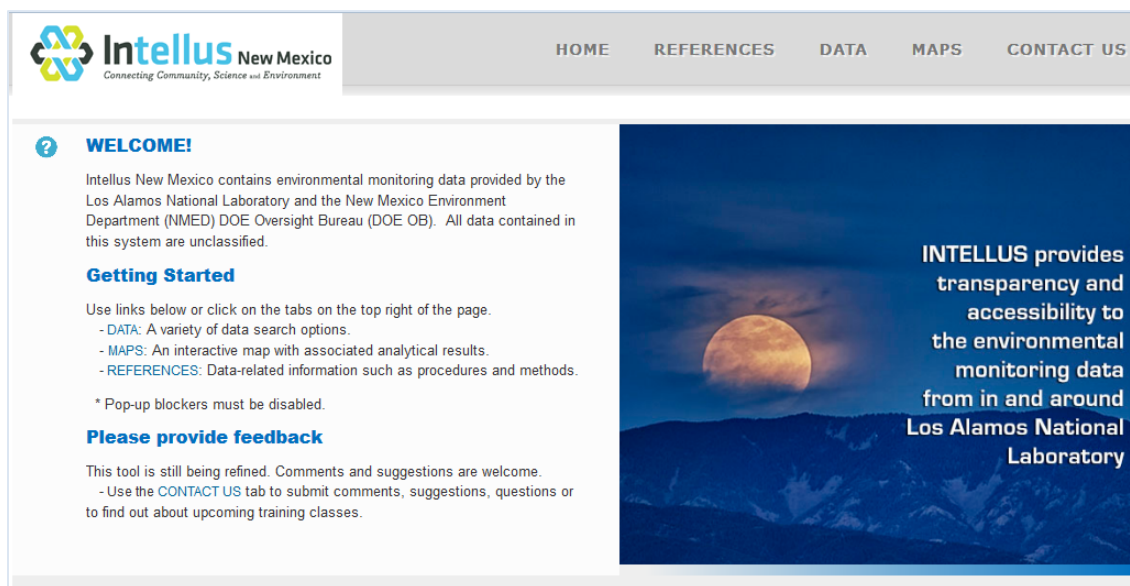 Intellus New Mexico
Connecting Community, Science and Environment
HOME REFERENCES DATA MAPS CONTACT US
?
WELCOME!
Intellus New Mexico contains environmental monitoring data provided by the
Los Alamos National Laboratory and the New Mexico Environment
Department (NMED) DOE Oversight Bureau (DOE OB). All data contained in
this system are unclassified.
Getting Started
Use links below or click on the tabs on the top right of the page.
- DATA: A variety of data search options.
- MAPS: An interactive map with associated analytical results.
- REFERENCES: Data-related information such as procedures and methods.
* Pop-up blockers must be disabled.
Please provide feedback
This tool is still being refined. Comments and suggestions are welcome.
- Use the CONTACT US tab to submit comments, suggestions, questions or
to find out about upcoming training classes.
INTELLUS provides
transparency and
accessibility to
the environmental
monitoring data
from in and around
Los Alamos National
Laboratory